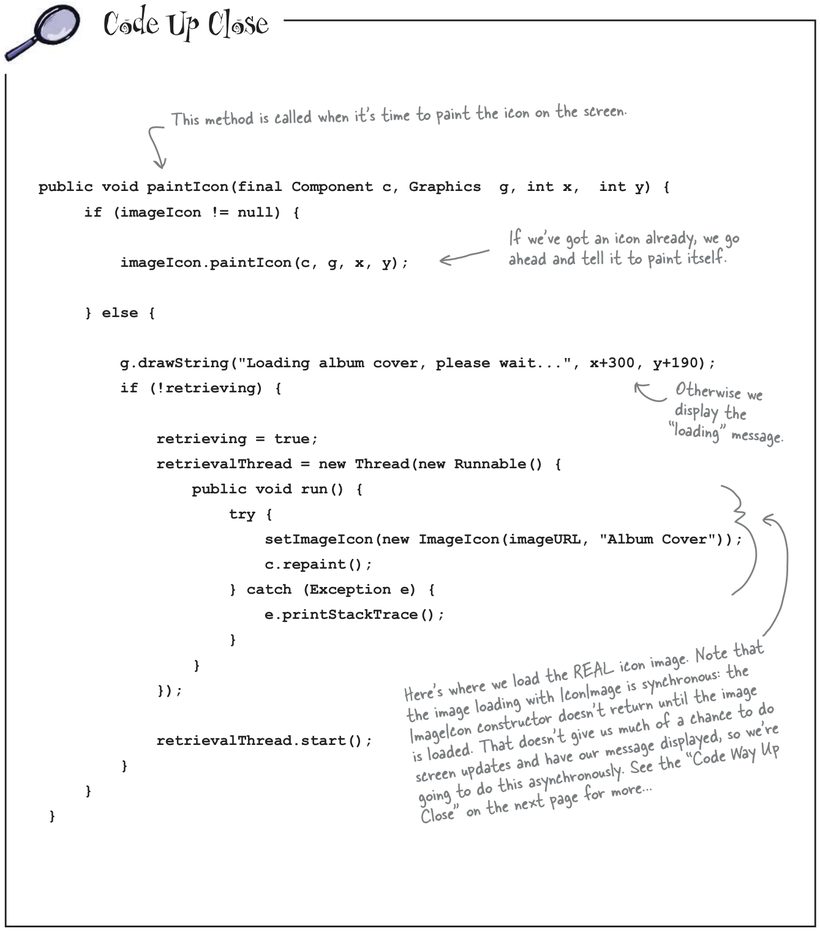 Code Up Close
This method is called when it's time to paint the icon on the screen.
public void paintIcon(final Component c, Graphics  g, int x,  int y) {
if (imageIcon != null) {
If we've got an icon already, we go
ahead and tell it to paint itself.
imageIcon.paintIcon(c, g, x, y);
} else {
g.drawString("Loading album cover, please wait...", x+300, y+190);
if (!retrieving) {
Otherwise we
display the
"loading" message.
retrieving = true;
retrievalThread = new Thread(new Runnable() {
public void run() {
try {
setImageIcon(new ImageIcon(imageURL, "Album Cover"));
c.repaint();
} catch (Exception e) {
e.printStackTrace();
}
}
});
Here's where we load the REAL icon image. Note that
the image loading with IconImage is synchronous: the
ImageIcon constructor doesn't return until the image
is loaded. That doesn't give us much of a chance to do
screen updates and have our message displayed, so we're
going to do this asynchronously. See the "Code Way Up
Close" on the next page for more...
retrievalThread.start();
}
}
}